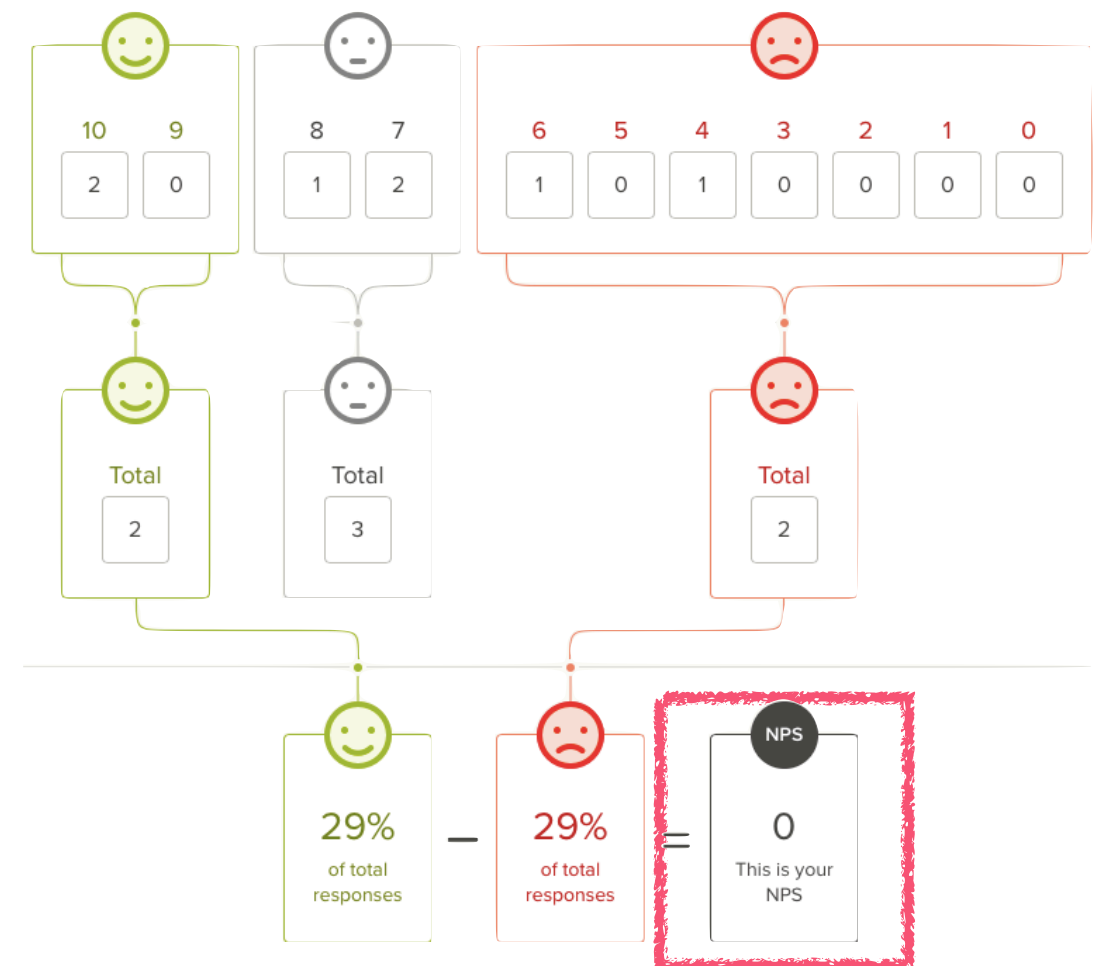 10 9 8 7 6 5 4 3 2 1 0
2 0 1 2 1 0 1 0 0 0 0
Total Total Total
2 3 2
NPS
29% − 29% = 0
of total of total This is your
responses responses NPS